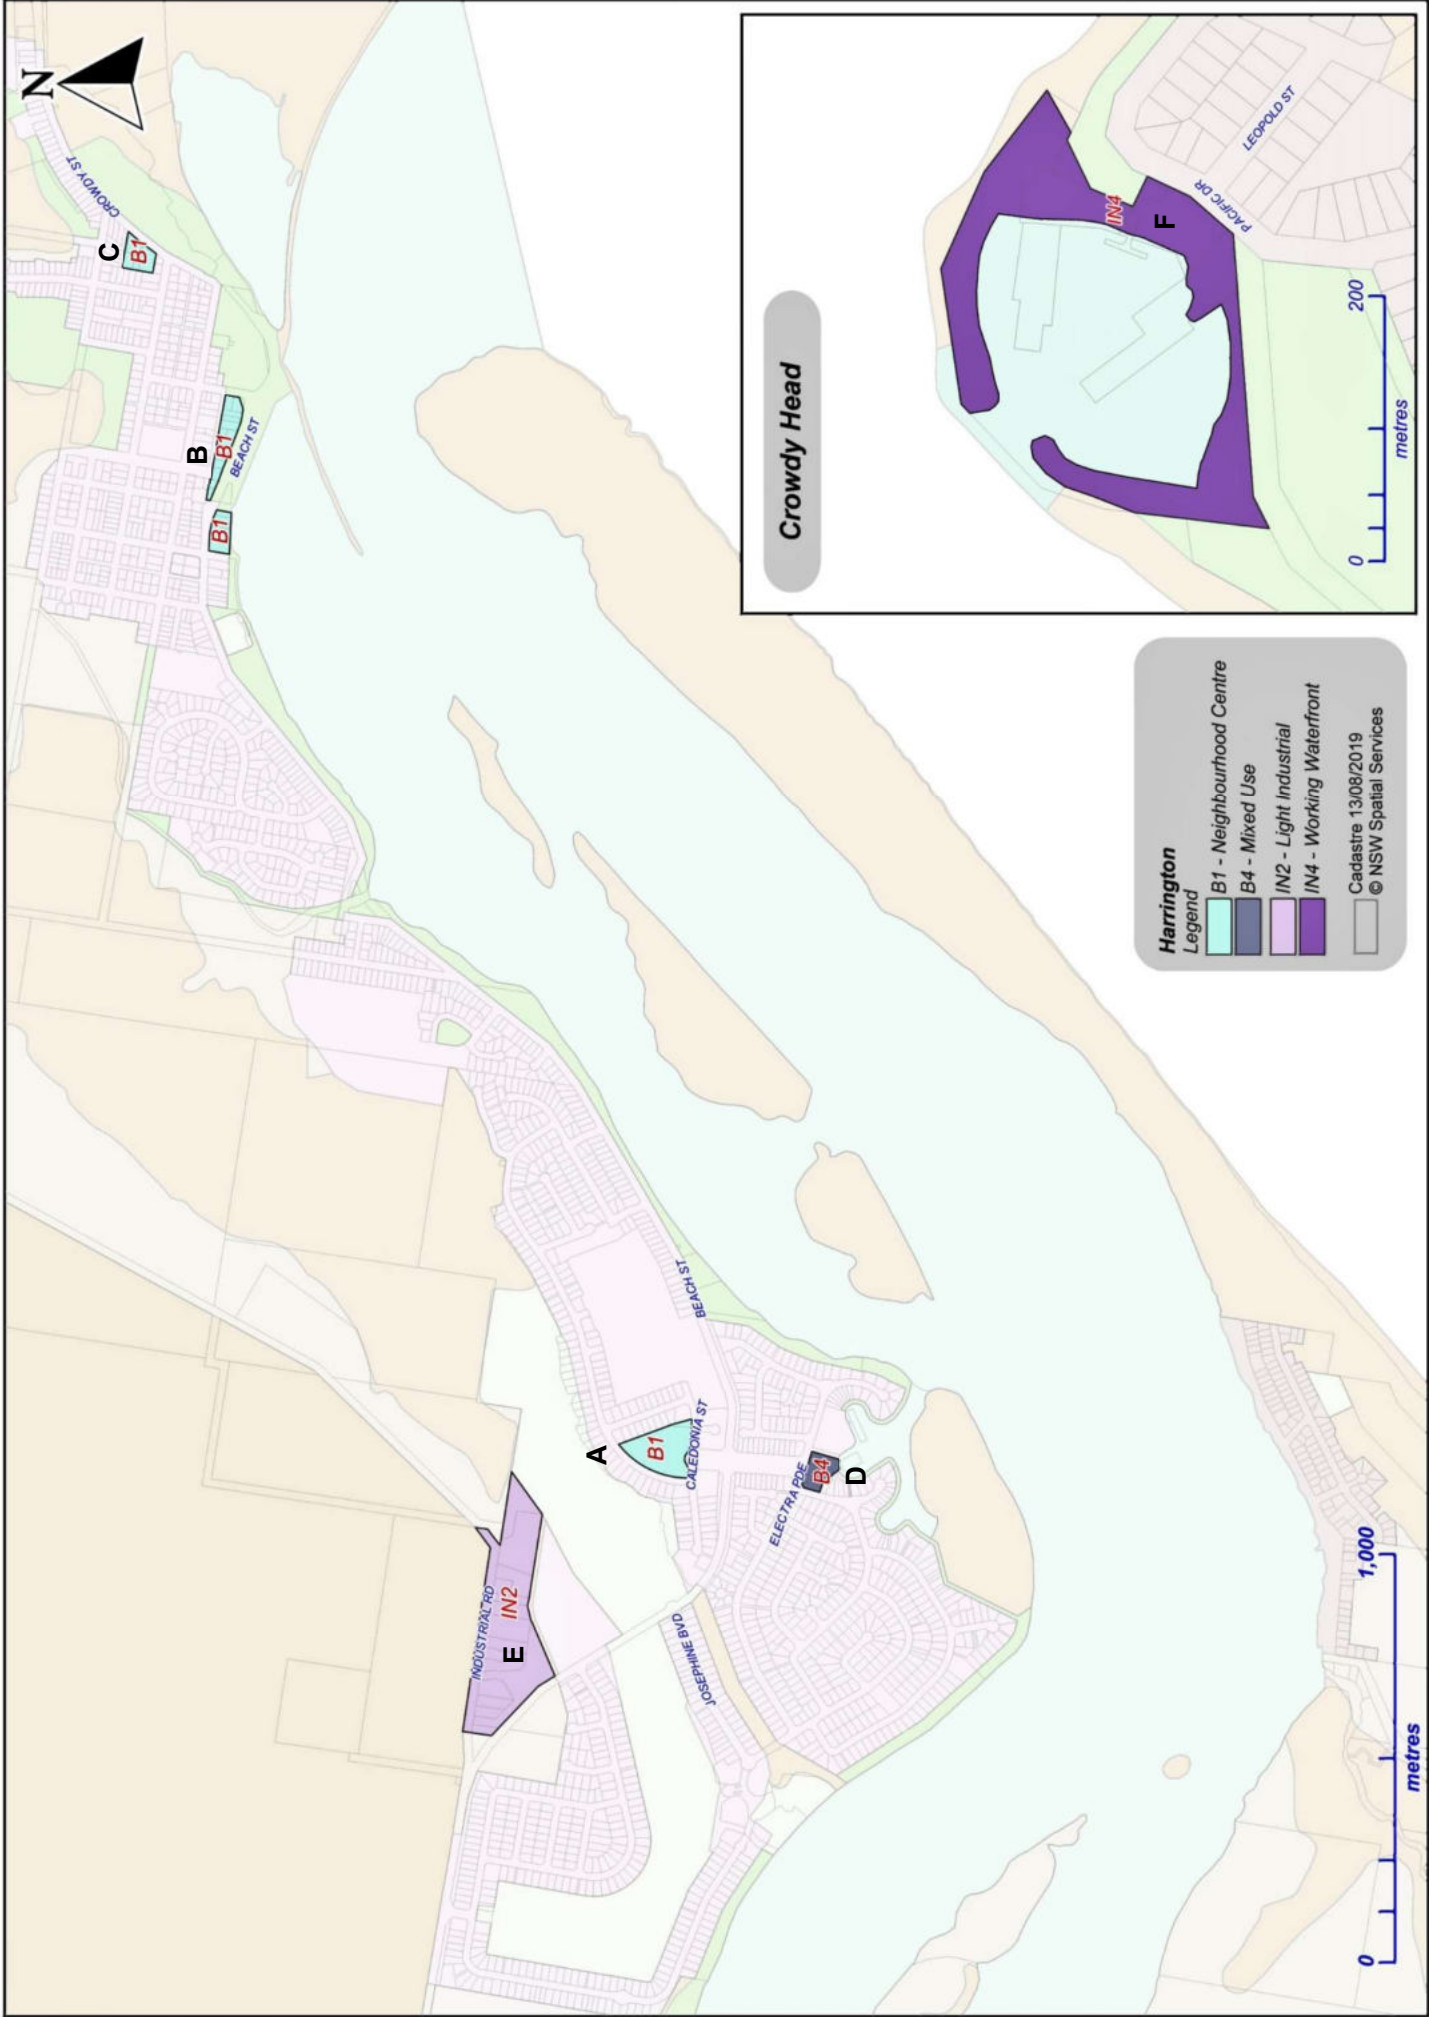 N
CROWDY ST
C
B1
B
B1
BEACH ST
B1
A
B1
CALEDONIA ST
BEACH ST
ELECTRA PDE
B4
D
INDUSTRIAL RD
IN2
E
JOSEPHINE BVD
Crowdy Head
IN4
F
PACIFIC DR
LEOPOLD ST
0
200
metres
Harrington
Legend
B1 - Neighbourhood Centre
B4 - Mixed Use
IN2 - Light Industrial
IN4 - Working Waterfront
Cadastre 13/08/2019
© NSW Spatial Services
0
1,000
metres